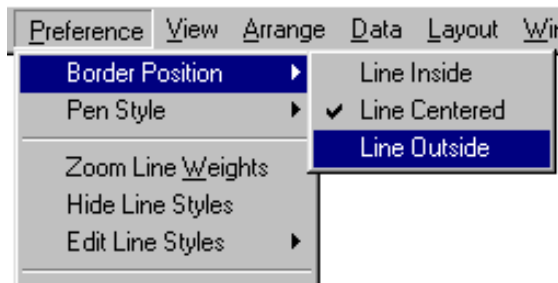 Preference View Arrange Data Layout
Border Position
Pen Style
Zoom Line Weights
Hide Line Styles
Edit Line Styles
Line Inside
Line Centered
Line Outside